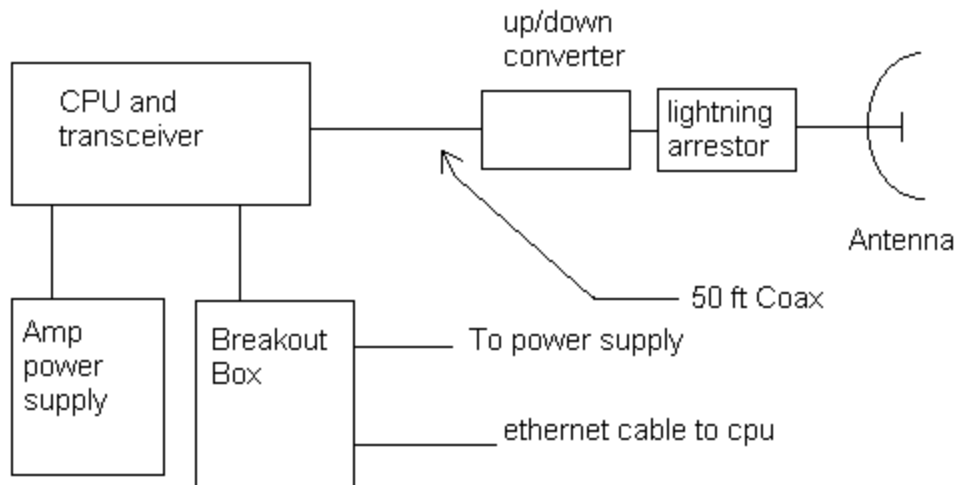 up/down
converter
CPU and
transceiver
lightning
arrestor
Antenna
50 ft Coax
Amp
power
supply
Breakout
Box
To power supply
ethernet cable to cpu